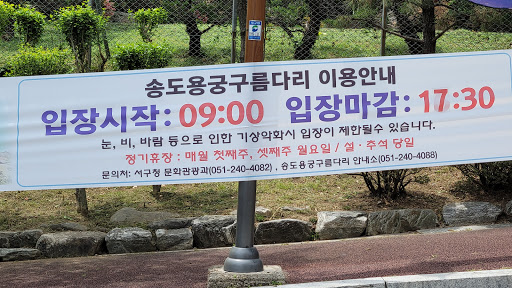 송도용궁구름다리 이용안내
입장시작: 09:00 입장마감: 17:30
눈, 비, 바람 등으로 인한 기상악화시 입장이 제한될수 있습니다.
정기휴장 : 매월 첫째주, 셋째주 월요일 / 설 · 추석 당일
문의처: 서구청 문화관광과(051-240-4082) , 송도용궁구름다리 안내소(051-240-4088)